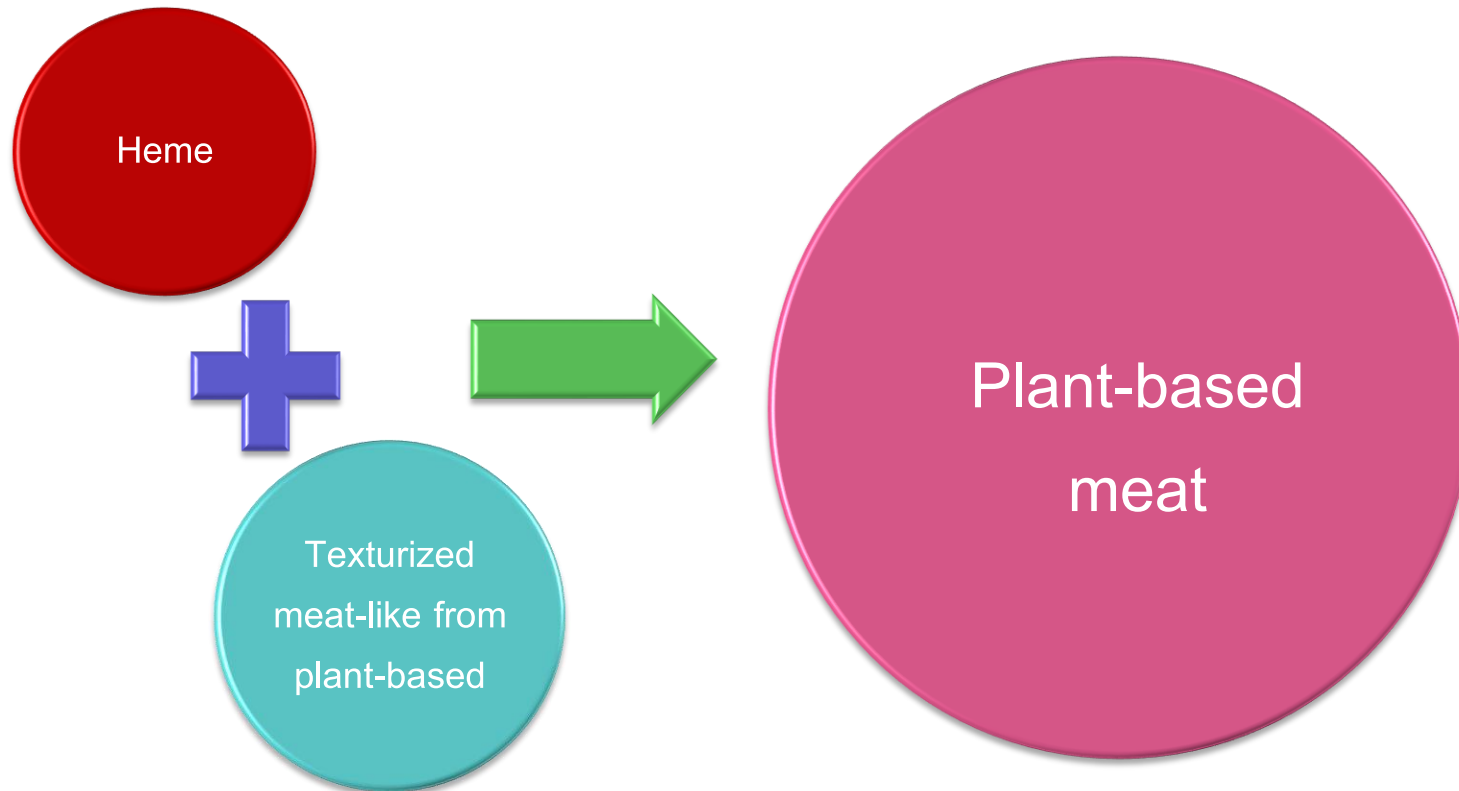 Heme
Texturized
meat-like from
plant-based
Plant-based
meat